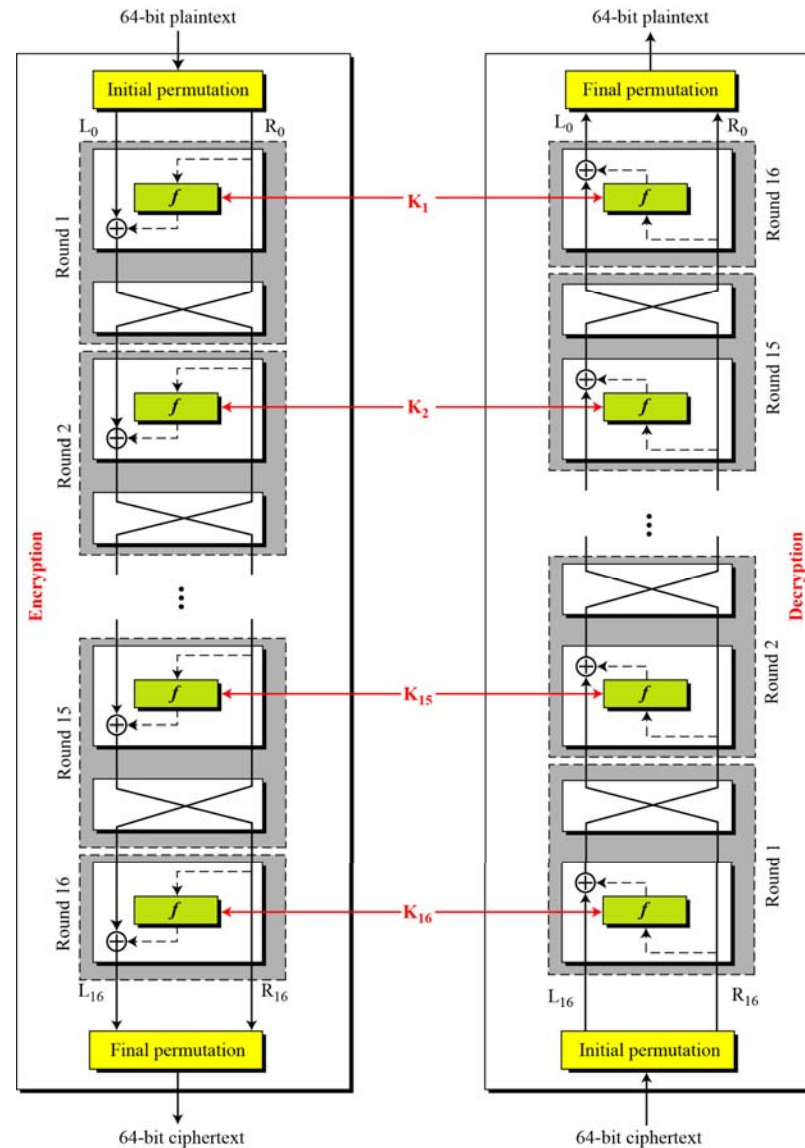 64-bit plaintext
Initial permutation
L0
R0
f
Round 1
f
Round 2
Encryption
...
f
Round 15
f
Round 16
L16
R16
Final permutation
64-bit ciphertext
K1
K2
K15
K16
64-bit plaintext
Final permutation
L0
R0
f
Round 16
f
Round 15
...
Decryption
f
Round 2
f
Round 1
L16
R16
Initial permutation
64-bit ciphertext